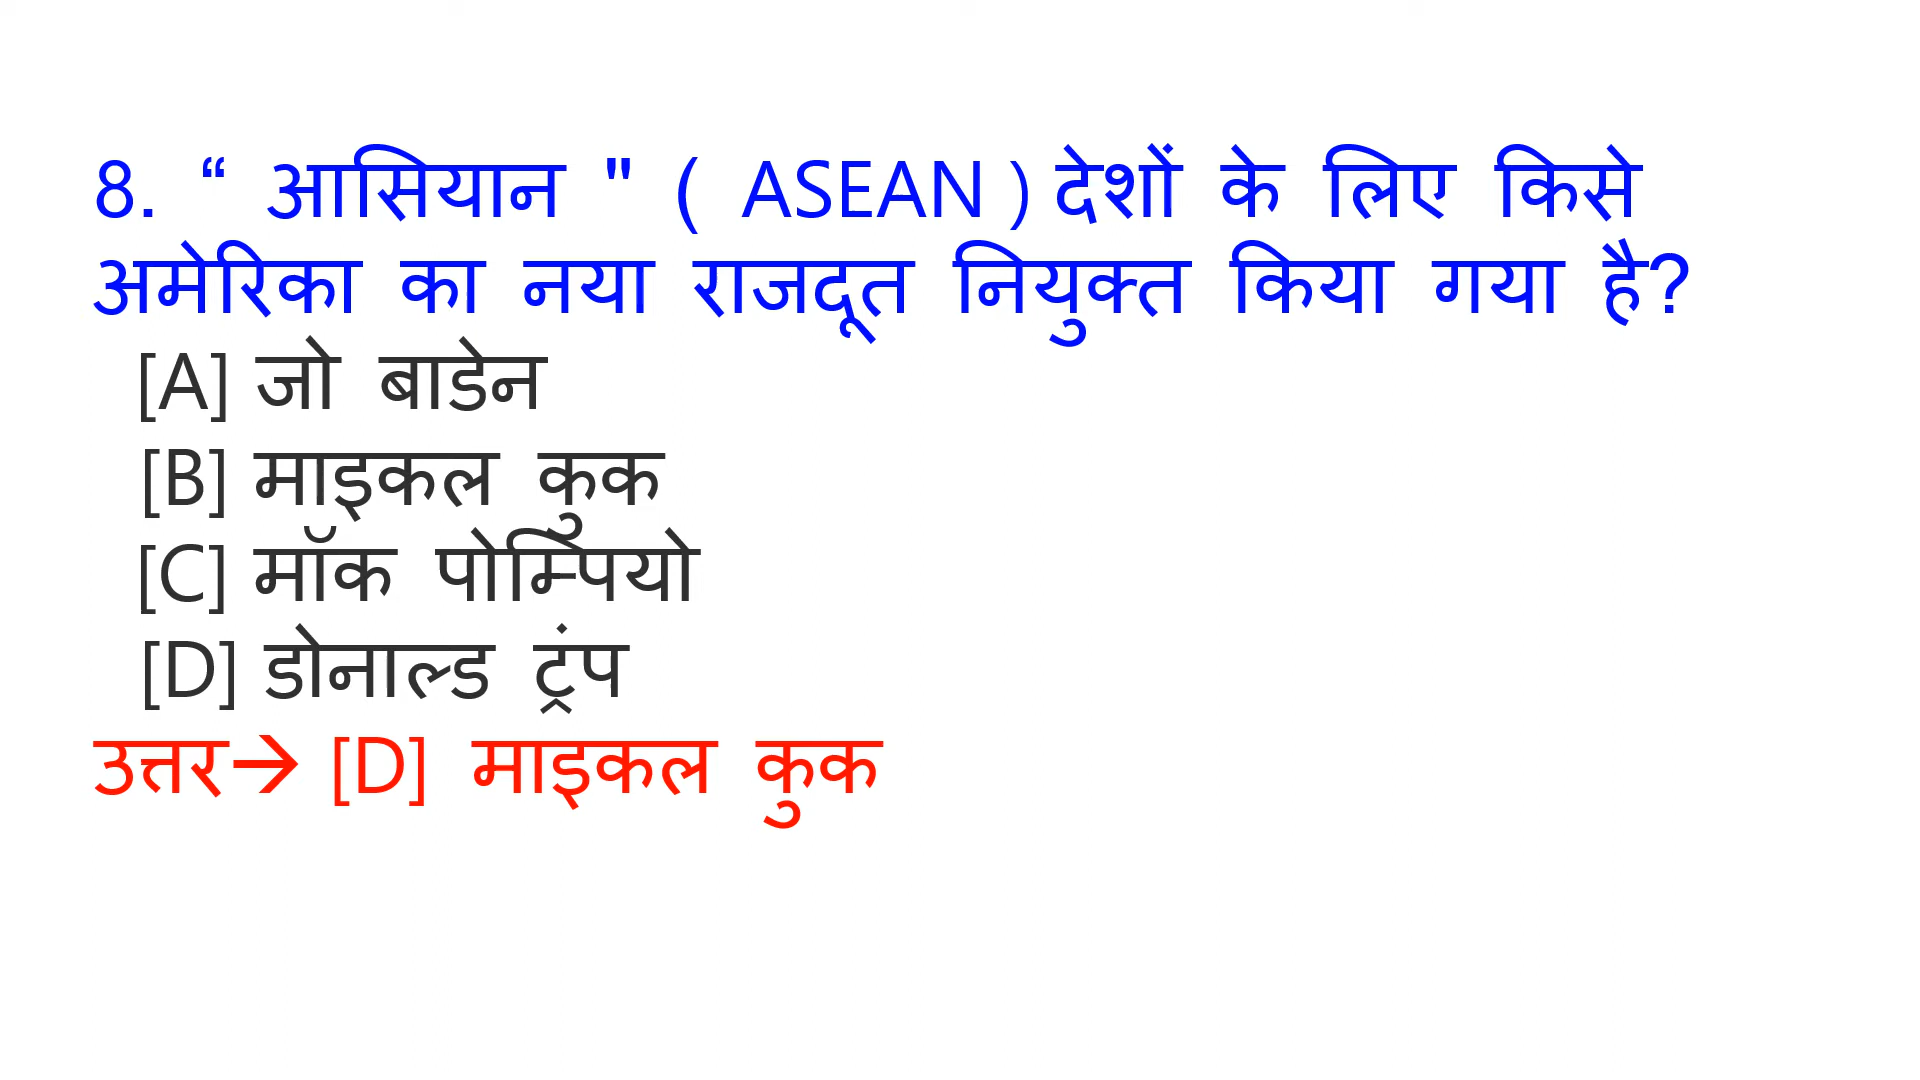 8. “ आसियान " ( ASEAN ) देशों के लिए किसे
अमेरिका का नया राजदूत नियुक्त किया गया है?
[A] जो बाडेन
[B] माइकल कुक
[C] मॉक पोम्पियो
[D] डोनाल्ड ट्रंप
उत्तर→ [D] माइकल कुक